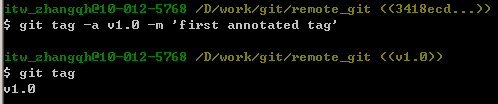 itw_zhangqh@10-012-5768 /D/work/git/remote_git ((3418ecd...))
$ git tag -a v1.0 -m 'first annotated tag'
itw_zhangqh@10-012-5768 /D/work/git/remote_git ((v1.0))
$ git tag
v1.0